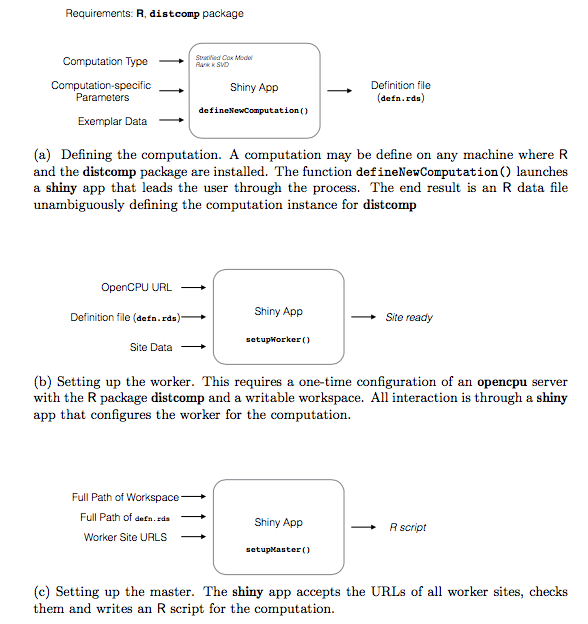 Requirements: R, distcomp package
Computation Type
Computation-specific
Parameters
Exemplar Data
Stratified Cox Model
Rank k SVD
Shiny App
defineNewComputation()
Definition file
(defn.rds)
(a) Defining the computation. A computation may be define on any machine where R
and the distcomp package are installed. The function defineNewComputation() launches
a shiny app that leads the user through the process. The end result is an R data file
unambiguously defining the computation instance for distcomp
OpenCPU URL
Definition file (defn.rds)
Site Data
Shiny App
setupWorker()
Site ready
(b) Setting up the worker. This requires a one-time configuration of an opencpu server
with the R package distcomp and a writable workspace. All interaction is through a shiny
app that configures the worker for the computation.
Full Path of Workspace
Full Path of defn.rds
Worker Site URLS
Shiny App
setupMaster()
R script
(c) Setting up the master. The shiny app accepts the URLs of all worker sites, checks
them and writes an R script for the computation.